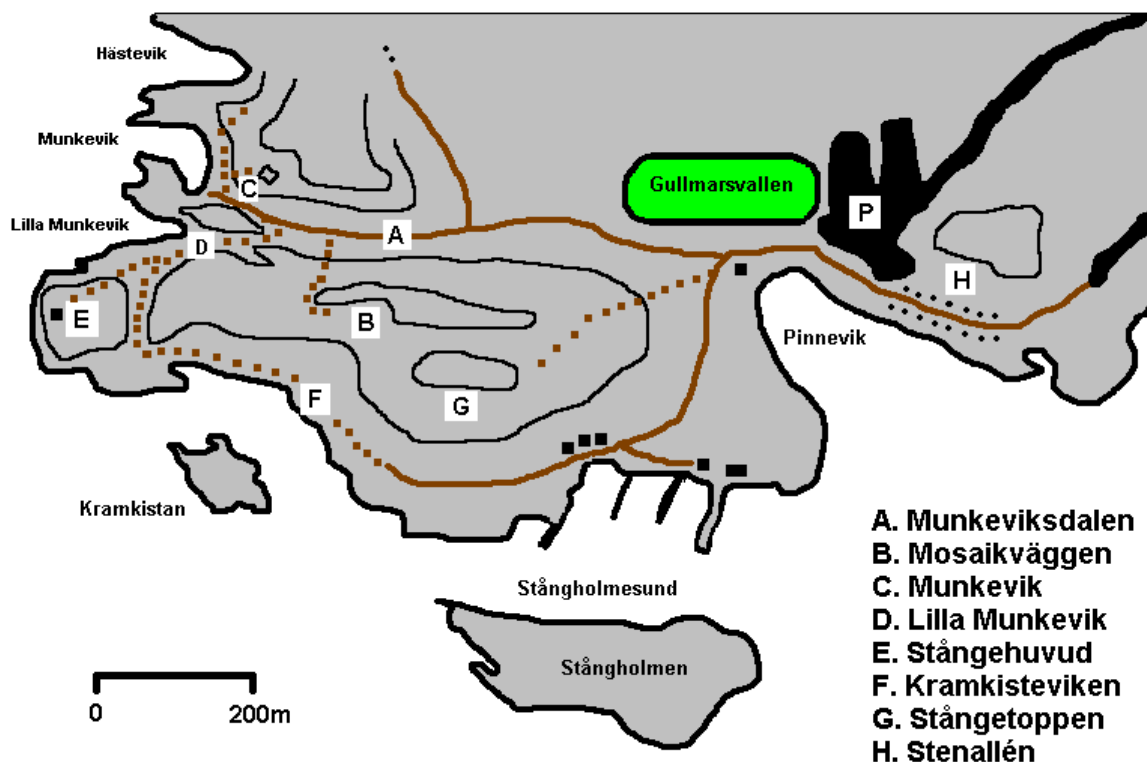 Hästevik
Munkevik
C
Gullmarsvallen
P
Lilla Munkevik
D
A
H
E
B
Pinnevik
F
G
Kramkistan
Stångholmesund
Stångholmen
0 200m
A. Munkeviksdalen
B. Mosaikväggen
C. Munkevik
D. Lilla Munkevik
E. Stångehuvud
F. Kramkisteviken
G. Stångetoppen
H. Stenallén